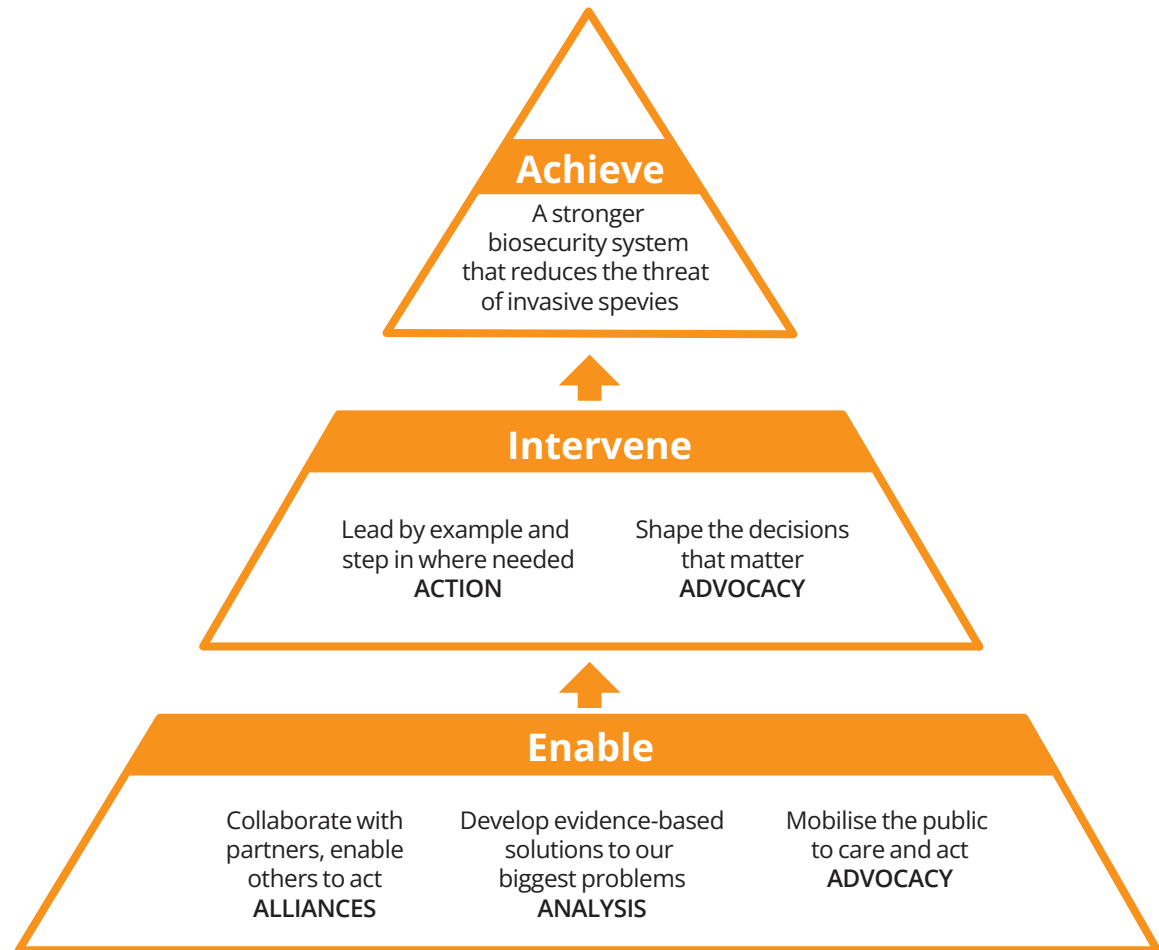 Achieve
A stronger
biosecurity system
that reduces the threat
of invasive spevies
Intervene
Lead by example and
step in where needed
ACTION
Shape the decisions
that matter
ADVOCACY
Enable
Collaborate with
partners, enable
others to act
ALLIANCES
Develop evidence-based
solutions to our
biggest problems
ANALYSIS
Mobilise the public
to care and act
ADVOCACY